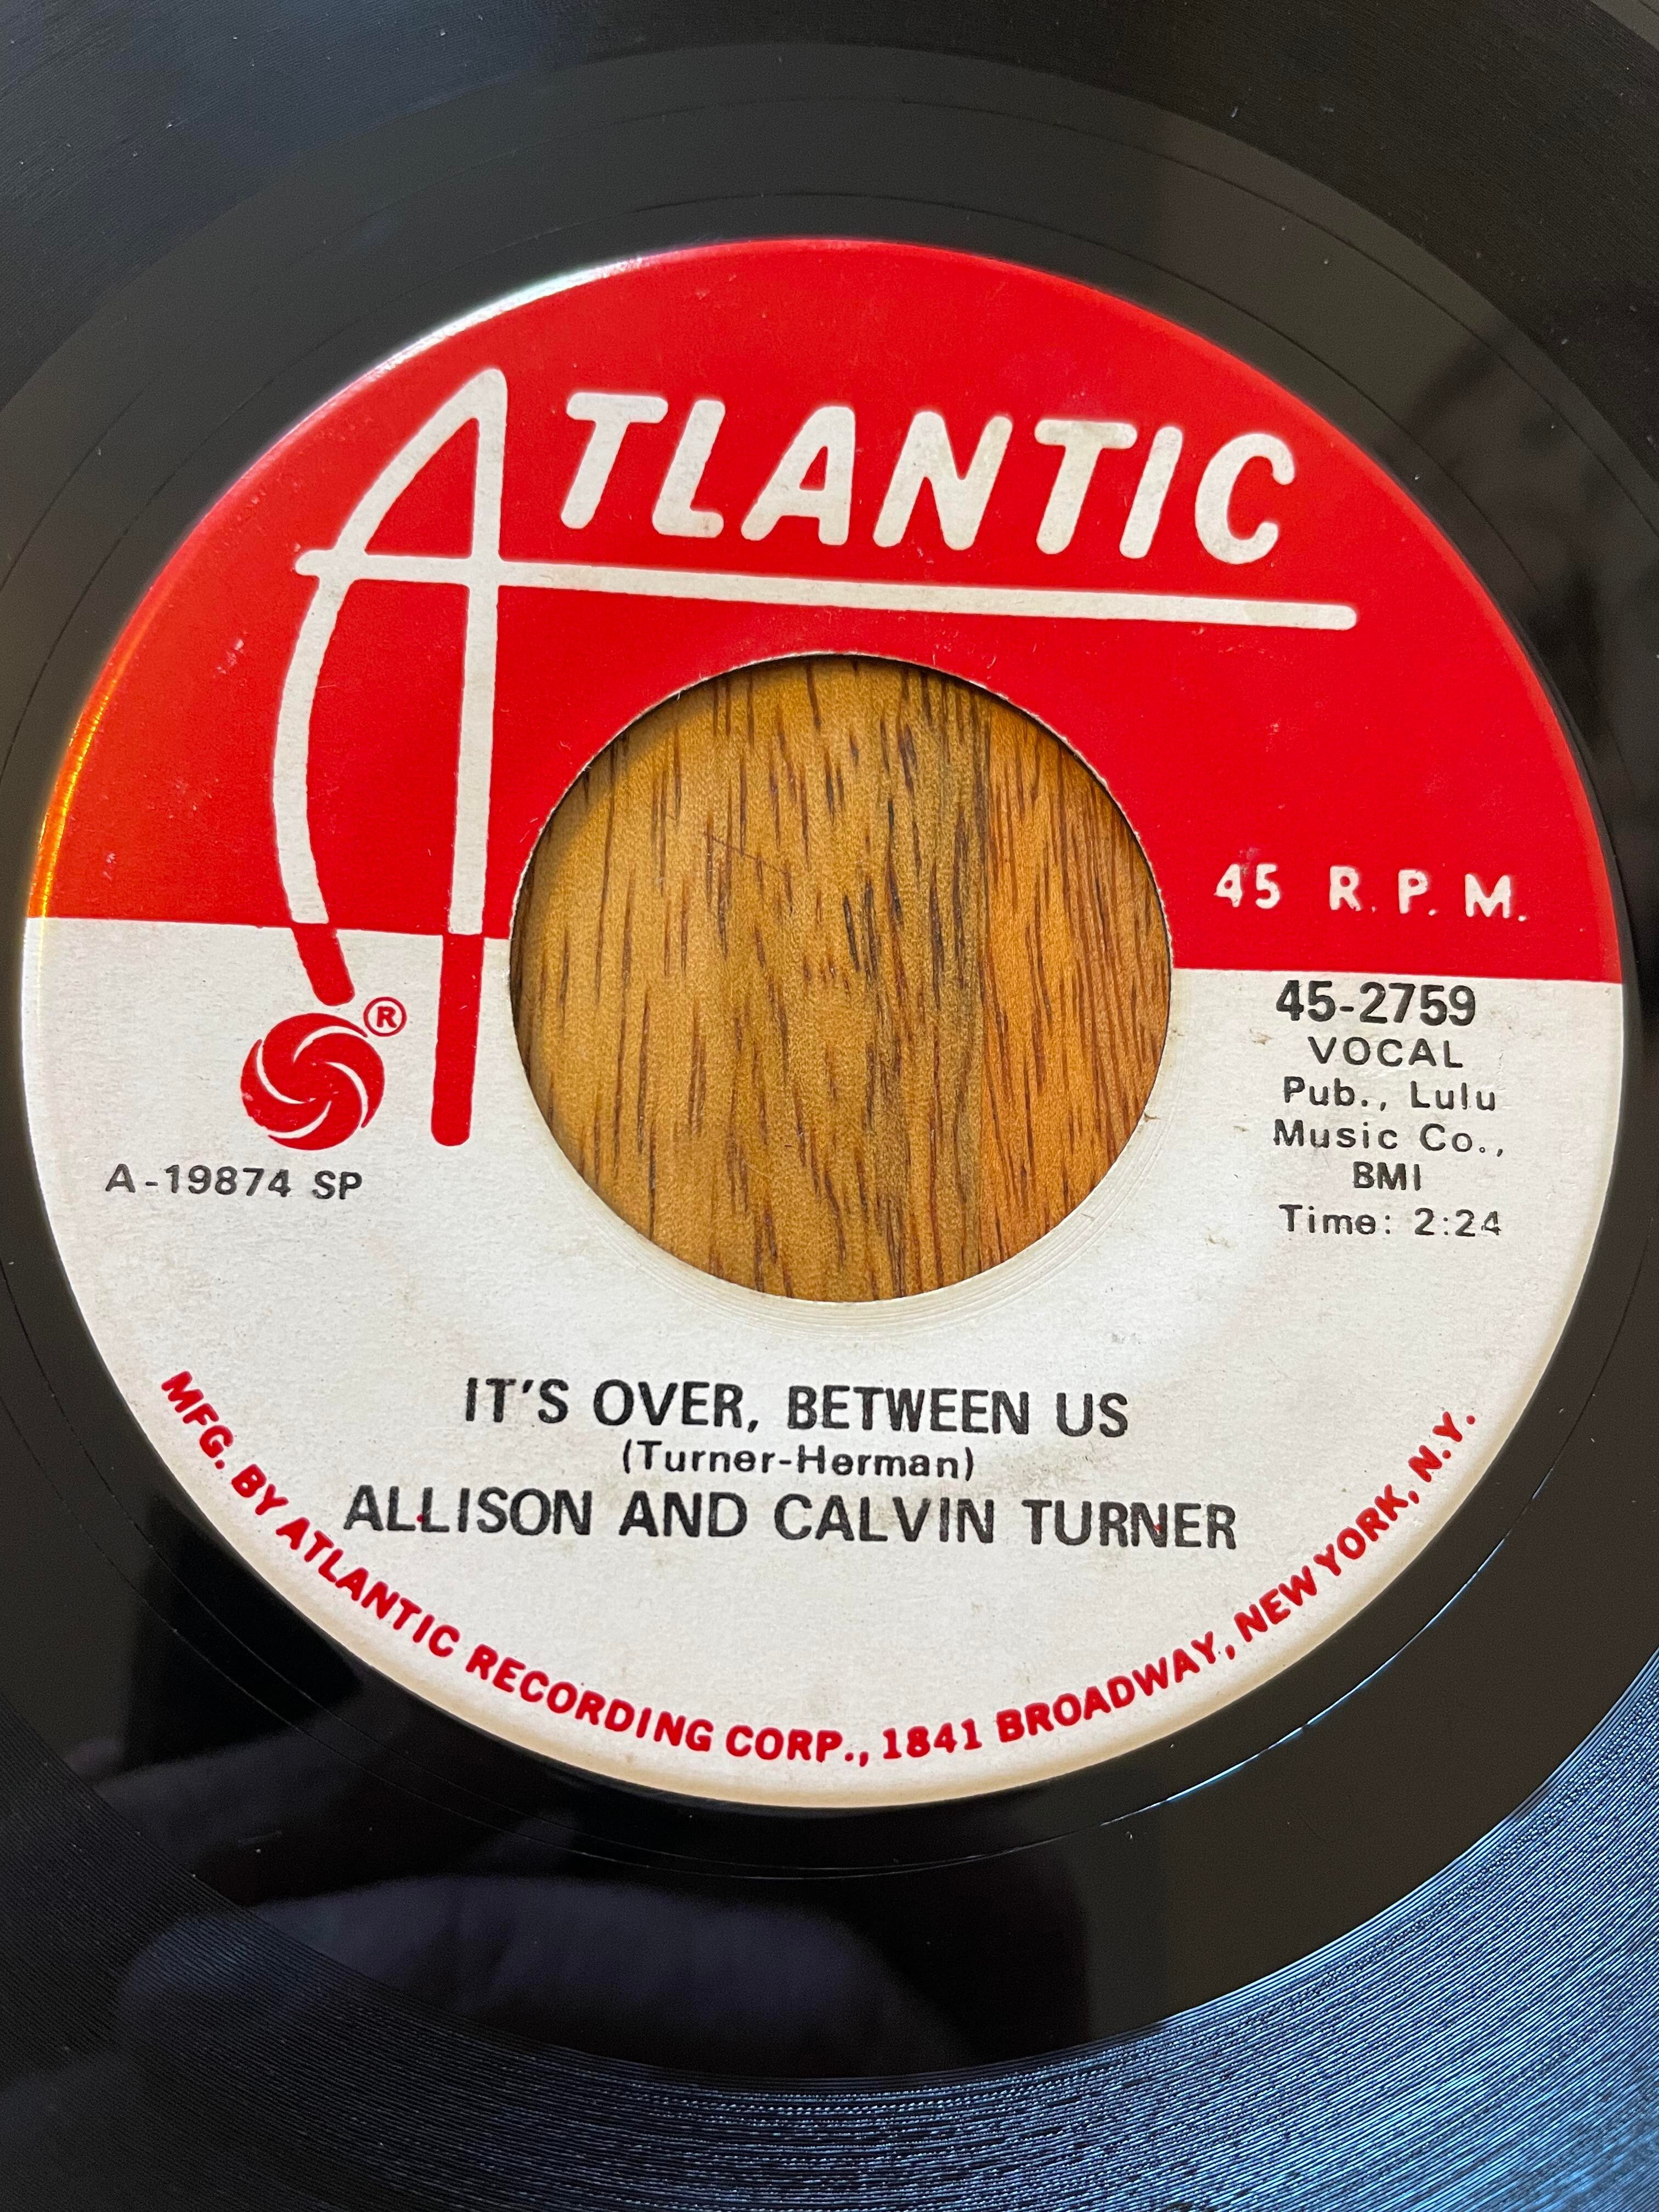 ATLANTIC
45 R.P.M.
®
45-2759
VOCAL
Pub., Lulu
Music Co.,
BMI
Time: 2:24
A-19874 SP
IT'S OVER, BETWEEN US
(Turner-Herman)
ALLISON AND CALVIN TURNER
MFG. BY ATLANTIC RECORDING CORP., 1841 BROADWAY, NEW YORK, N.Y.